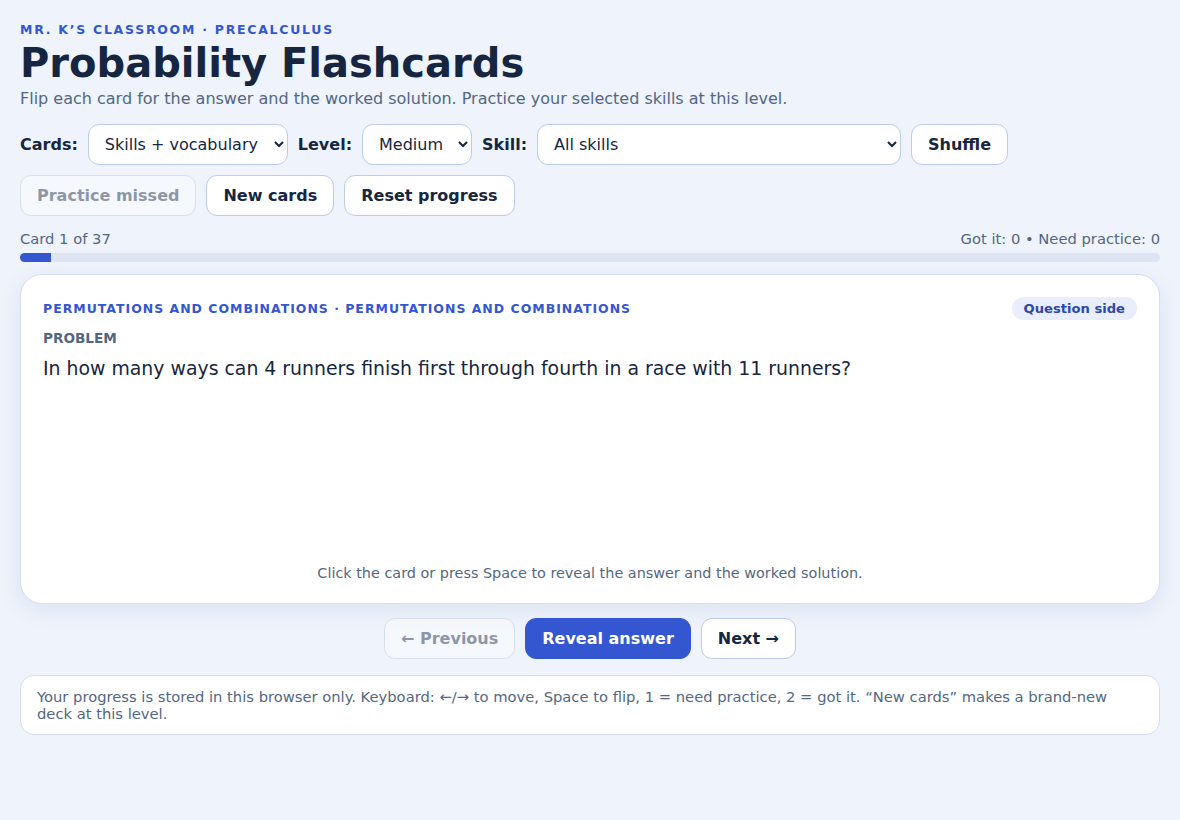 MR. K’S CLASSROOM · PRECALCULUS
Probability Flashcards
Flip each card for the answer and the worked solution. Practice your selected skills at this level.
Cards: Skills + vocabulary Level: Medium Skill: All skills Shuffle
Practice missed New cards Reset progress
Card 1 of 37 Got it: 0 • Need practice: 0
PERMUTATIONS AND COMBINATIONS · PERMUTATIONS AND COMBINATIONS Question side
PROBLEM
In how many ways can 4 runners finish first through fourth in a race with 11 runners?
Click the card or press Space to reveal the answer and the worked solution.
← Previous Reveal answer Next →
Your progress is stored in this browser only. Keyboard: ←/→ to move, Space to flip, 1 = need practice, 2 = got it. “New cards” makes a brand-new
deck at this level.